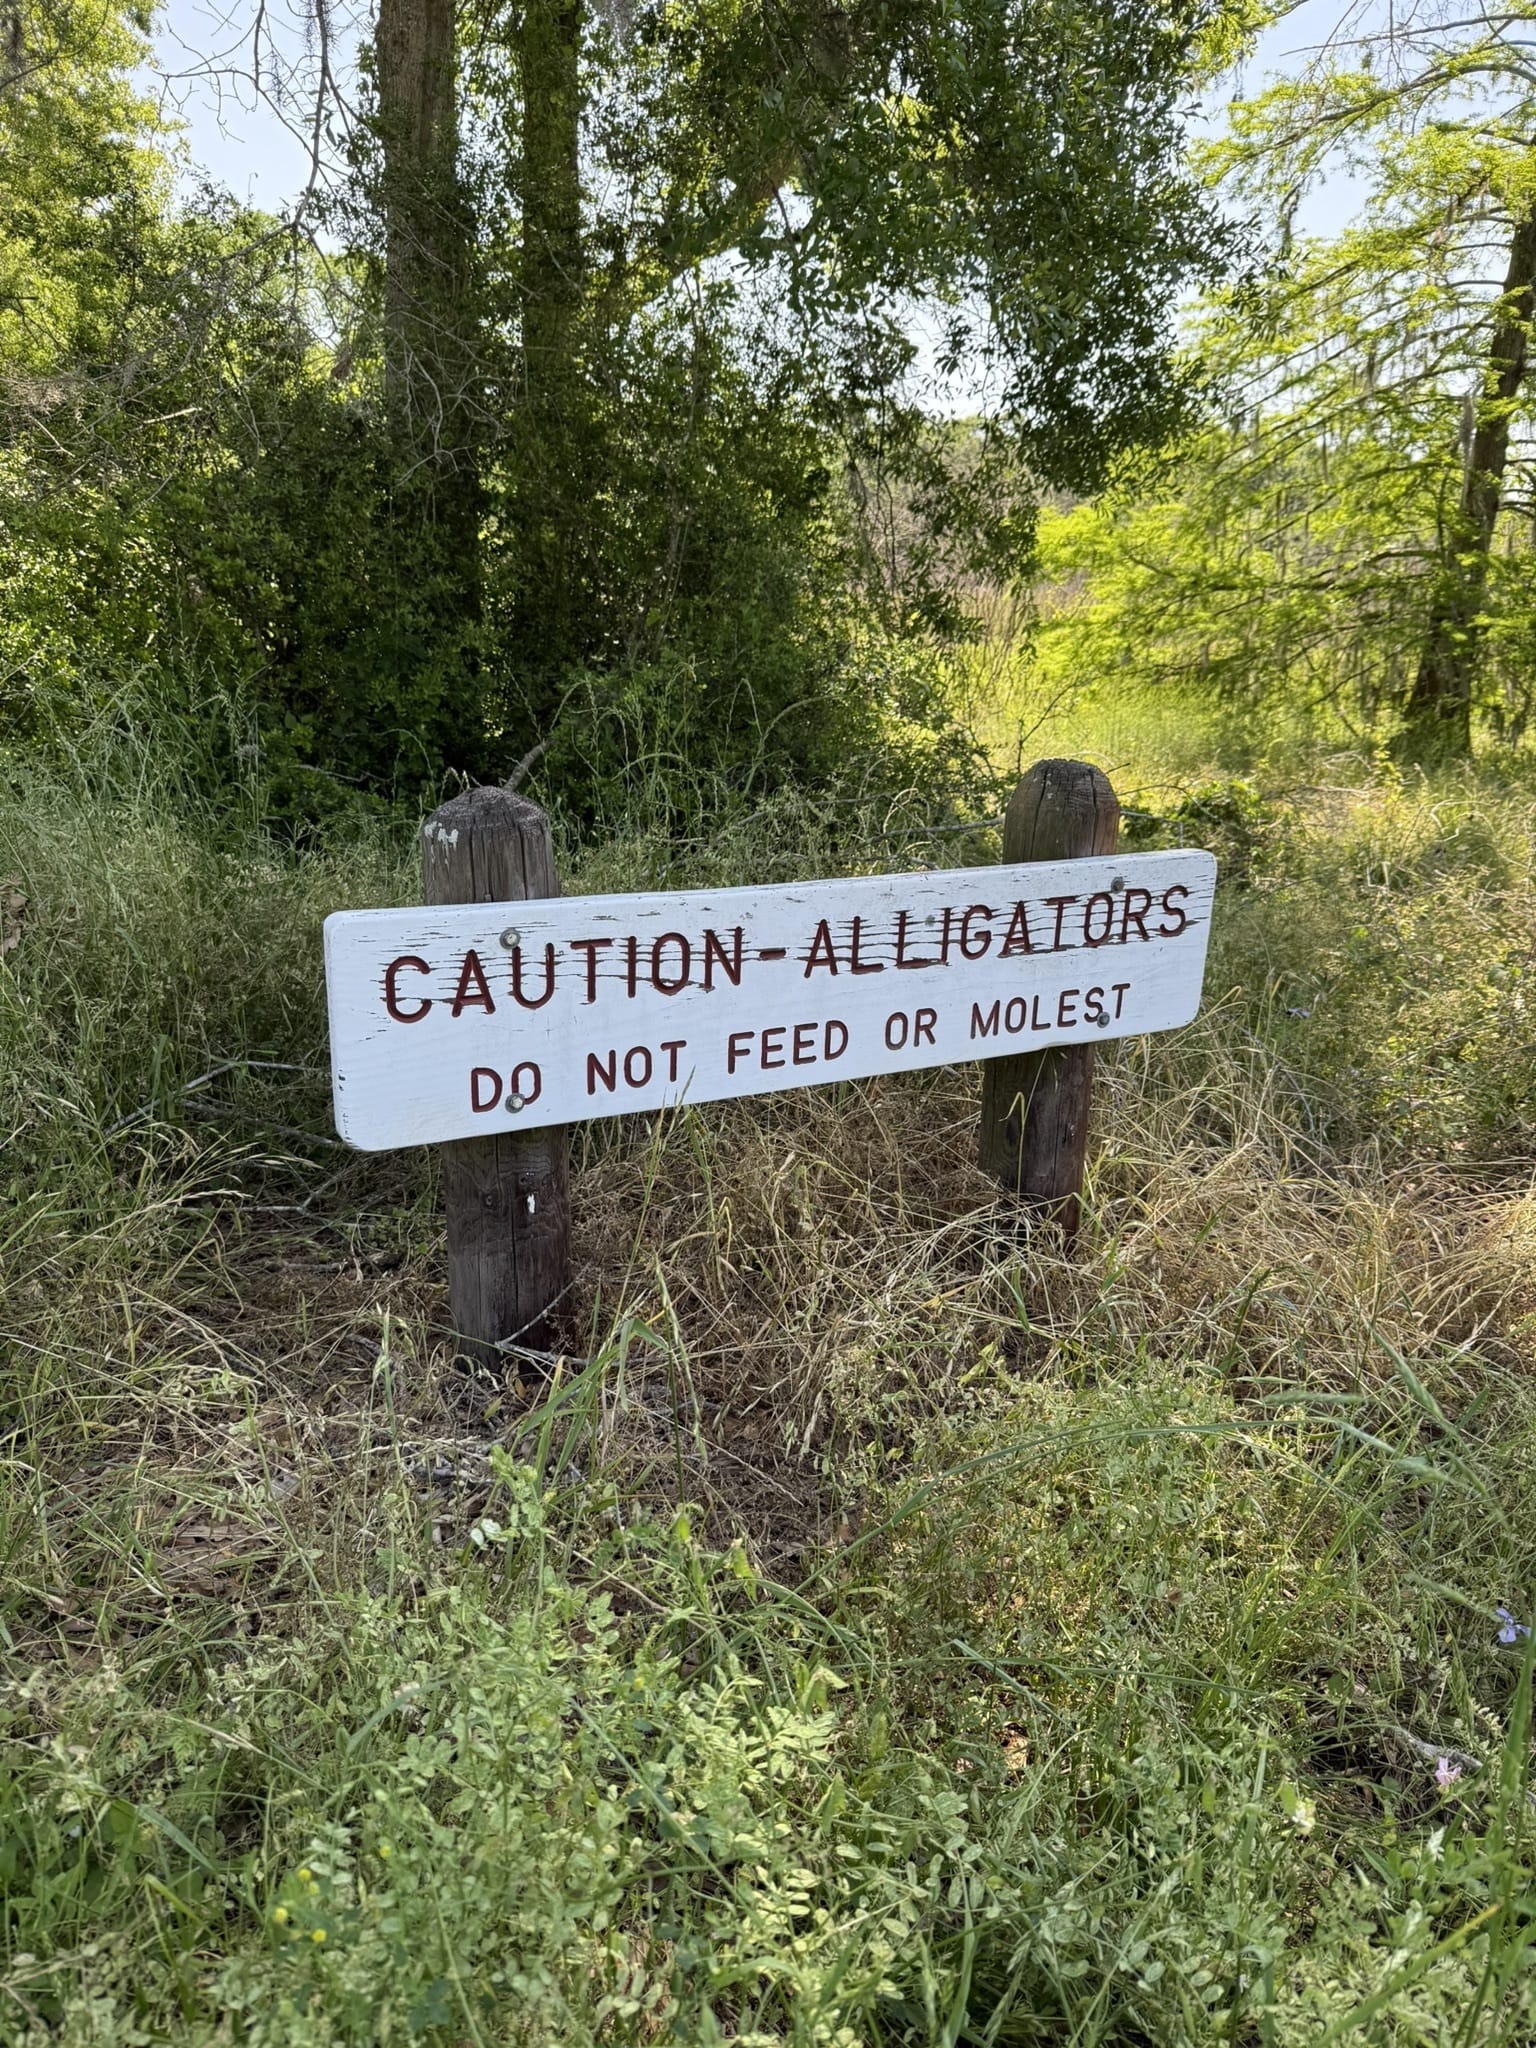 CAUTION-ALLIGATORS
DO NOT FEED OR MOLEST